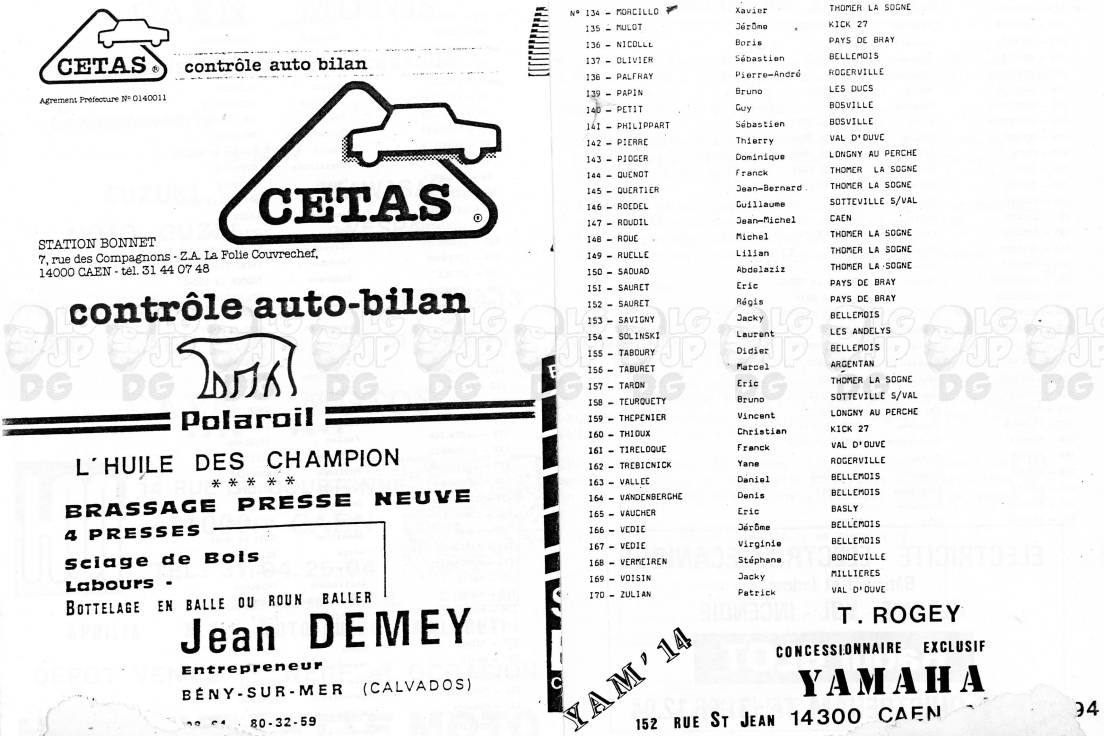 CETAS ®
contrôle auto bilan
Agrement Préfecture N° 0140011
CETAS ®
STATION BONNET
7, rue des Compagnons - Z.A. La Folie Couvrechef,
14000 CAEN - tél. 31 44 07 48
contrôle auto-bilan
Polaroil
L'HUILE DES CHAMPION
* * * * *
BRASSAGE PRESSE NEUVE
4 PRESSES
Sciage de Bois
Labours -
BOTTELAGE EN BALLE OU ROUN BALLER
Jean DEMEY
Entrepreneur
BÉNY-SUR-MER (CALVADOS)
80-32-59
N° 134 - MORCILLO Xavier THOMER LA SOGNE
135 - MULOT Jérôme KICK 27
136 - NICOLLE Boris PAYS DE BRAY
137 - OLIVIER Sébastien BELLEMOIS
138 - PALFRAY Pierre-André ROGERVILLE
139 - PAPIN Bruno LES DUCS
140 - PETIT Guy BOSVILLE
141 - PHILIPPART Sébastien BOSVILLE
142 - PIERRE Thierry VAL D'OUVE
143 - PIOGER Dominique LONGNY AU PERCHE
144 - QUENOT Franck THOMER LA SOGNE
145 - QUERTIER Jean-Bernard THOMER LA SOGNE
146 - ROEDEL Guillaume SOTTEVILLE S/VAL
147 - ROUDIL Jean-Michel CAEN
148 - ROUE Michel THOMER LA SOGNE
149 - RUELLE Lilian THOMER LA SOGNE
150 - SAOUAD Abdelaziz THOMER LA SOGNE
151 - SAURET Eric PAYS DE BRAY
152 - SAURET Régis PAYS DE BRAY
153 - SAVIGNY Jacky BELLEMOIS
154 - SOLINSKI Laurent LES ANDELYS
155 - TABOURY Didier BELLEMOIS
156 - TABURET Marcel ARGENTAN
157 - TARON Eric THOMER LA SOGNE
158 - TEURQUETY Bruno SOTTEVILLE S/VAL
159 - THEPENIER Vincent LONGNY AU PERCHE
160 - THIOUX Christian KICK 27
161 - TIRELOQUE Franck VAL D'OUVE
162 - TREBICNICK Yane ROGERVILLE
163 - VALLEE Daniel BELLEMOIS
164 - VANDENBERGHE Denis BELLEMOIS
165 - VAUCHER Eric BASLY
166 - VEDIE Jérôme BELLEMOIS
167 - VEDIE Virginie BELLEMOIS
168 - VERMEIREN Stéphane BONDEVILLE
169 - VOISIN Jacky MILLIERES
170 - ZULIAN Patrick VAL D'OUVE
YAM' 14
T. ROGEY
CONCESSIONNAIRE EXCLUSIF
YAMAHA
152 RUE ST JEAN 14300 CAEN 94
LG JP DG